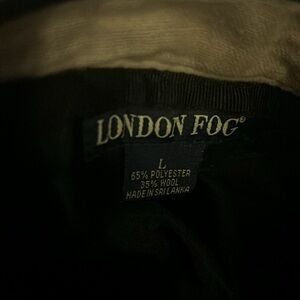 LONDON FOG®
L
65% POLYESTER
35% WOOL
MADE IN SRI LANKA